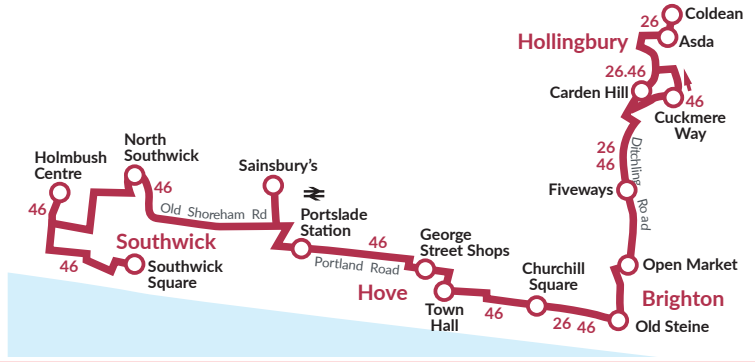 Coldean
26
Hollingbury
Asda
26.46
Carden Hill
46
Cuckmere
Way
26
46
Ditchling
Road
Fiveways
North
Southwick
Holmbush
Centre
46
46
Sainsbury's
Old Shoreham Rd
Southwick
46
Southwick
Square
Portslade
Station
46
Portland Road
George
Street Shops
Hove
Town
Hall
46
Churchill
Square
26 46
Open Market
Brighton
Old Steine